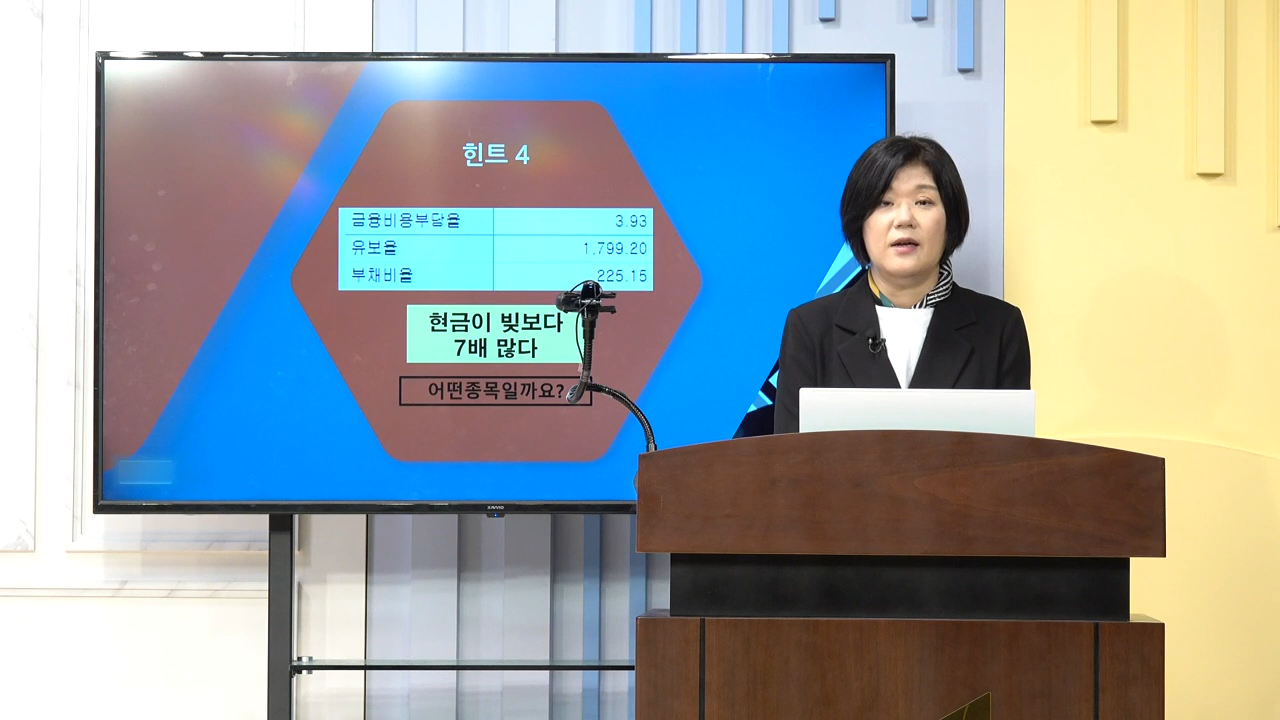 힌트 4
금융비용부담율 3.93
유보율 1,799.20
부채비율 225.15
현금이 빚보다
7배 많다
어떤종목일까요?